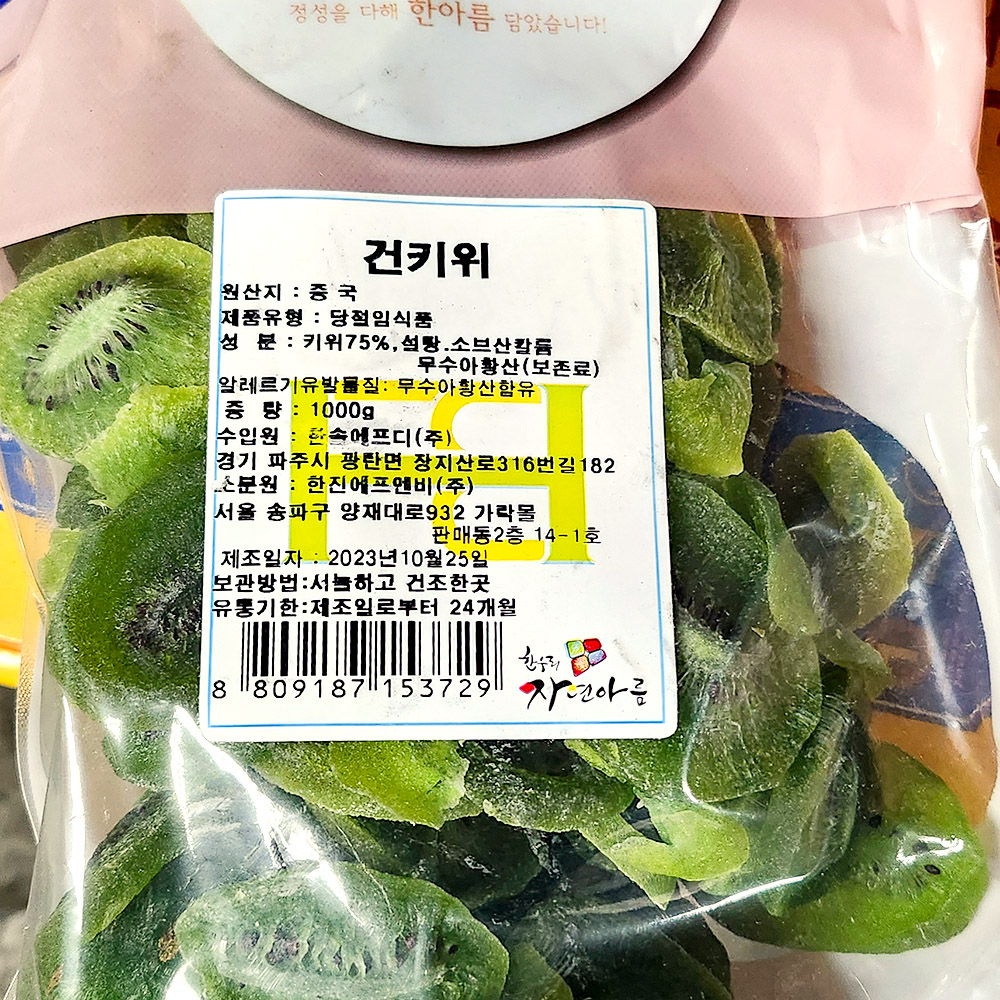 정성을 다해 한아름 담았습니다!
건키위
원산지 : 중 국
제품유형 : 당절임식품
성 분 : 키위75%,설탕.소브산칼륨
무수아황산(보존료)
알레르기유발물질: 무수아황산함유
중 량 : 1000g
수입원 : 한속에프디(주)
경기 파주시 광탄면 장지산로316번길182
소분원 : 한진에프엔비(주)
서울 송파구 양재대로932 가락몰
판매동2층 14-1호
제조일자 : 2023년10월25일
보관방법:서늘하고 건조한곳
유통기한:제조일로부터 24개월
8 809187 153729
한우리
자연아름